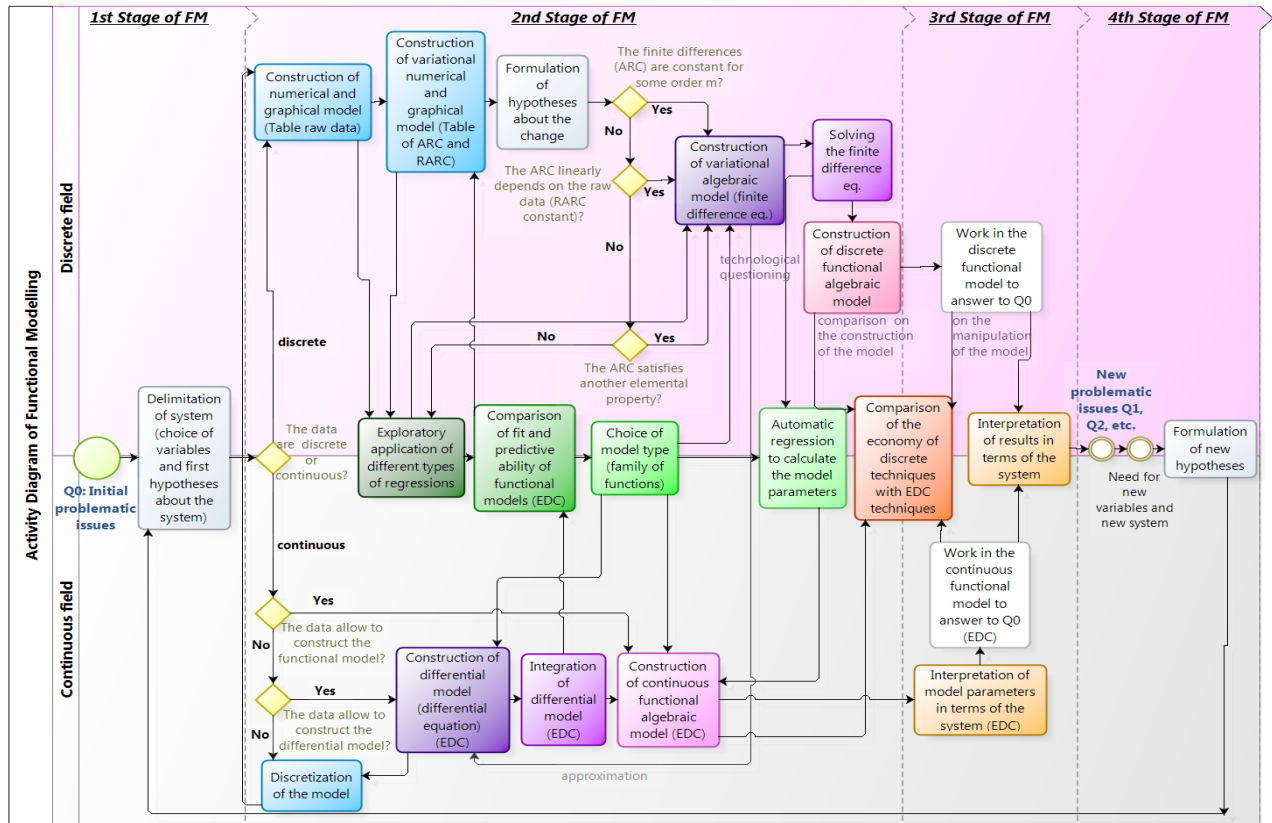 1st Stage of FM
2nd Stage of FM
3rd Stage of FM
4th Stage of FM
Activity Diagram of Functional Modelling
Discrete field
Continuous field
Construction of
numerical and
graphical model
(Table raw data)
Construction
of variational
numerical
and
graphical
model (Table
of ARC and
RARC)
Formulation
of
hypotheses
about the
change
The finite differences
(ARC) are constant for
some order m?
Yes
No
The ARC linearly
depends on the raw
data (RARC
constant)?
Yes
No
Construction
of variational
algebraic
model (finite
difference eq.)
Solving
the finite
difference
eq.
technological
questioning
Construction
of discrete
functional
algebraic
model
Work in the
discrete
functional
model to
answer to Q0
comparison on
the construction
of the model
on the
manipulation
of the model
No
Yes
The ARC satisfies
another elemental
property?
discrete
Q0: Initial
problematic
issues
Delimitation
of system
(choice of
variables
and first
hypotheses
about the
system)
The data
are discrete
or
continuous?
Exploratory
application of
different types
of regressions
Comparison
of fit and
predictive
ability of
functional
models (EDC)
Choice of
model type
(family of
functions)
Automatic
regression
to calculate
the model
parameters
Comparison
of the
economy of
discrete
techniques
with EDC
techniques
Interpretation
of results in
terms of the
system
New
problematic
issues Q1,
Q2, etc.
Need for
new
variables and
new system
Formulation
of new
hypotheses
continuous
Yes
No
The data allow to
construct the
functional model?
Yes
No
The data allow to
construct the
differential model?
Construction of
differential
model
(differential
equation)
(EDC)
Integration
of
differential
model
(EDC)
Construction
of continuous
functional
algebraic
model (EDC)
Work in the
continuous
functional
model to
answer to Q0
(EDC)
Interpretation of
model parameters
in terms of the
system (EDC)
Discretization
of the model
approximation